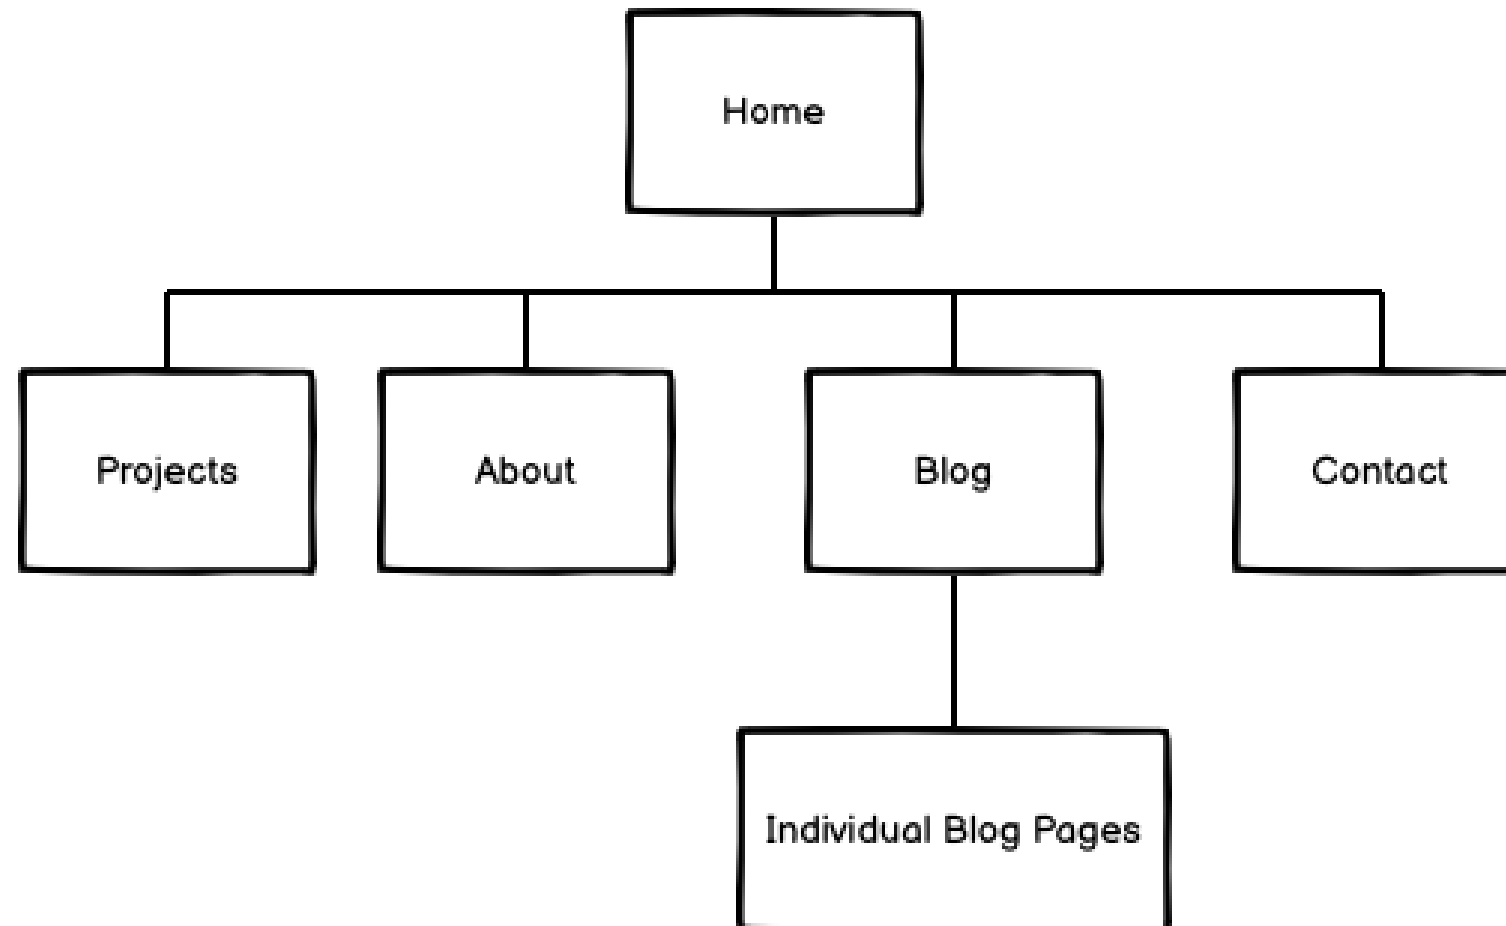 Home
Projects
About
Blog
Contact
Individual Blog Pages